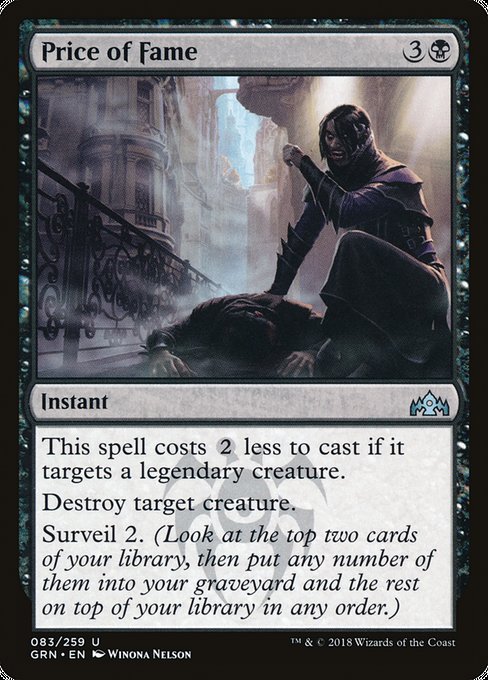 Price of Fame 3
Instant
This spell costs 2 less to cast if it
targets a legendary creature.
Destroy target creature.
Surveil 2. (Look at the top two cards
of your library, then put any number of
them into your graveyard and the rest
on top of your library in any order.)
083/259 U
GRN • EN Winona Nelson
™ & © 2018 Wizards of the Coast